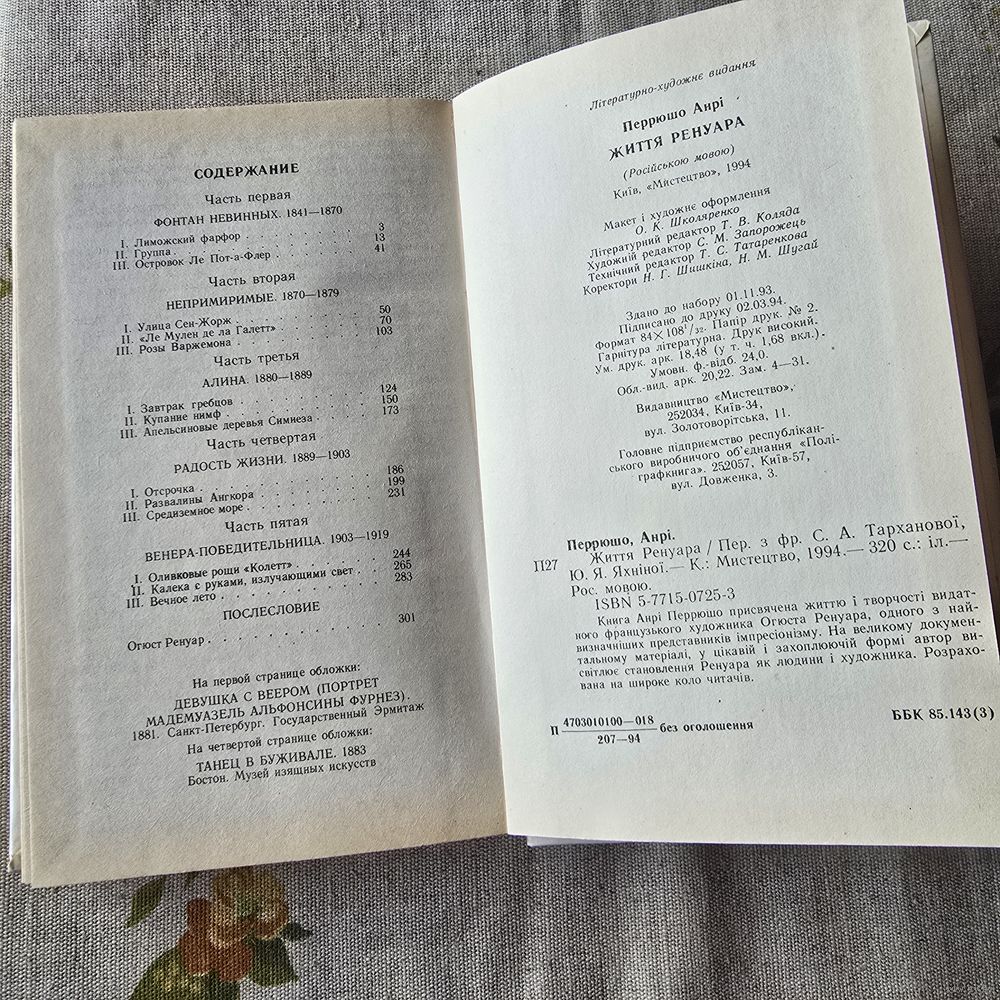 СОДЕРЖАНИЕ
Часть первая
ФОНТАН НЕВИННЫХ. 1841—1870
I. Лиможский фарфор . . . . . . . . . . 3
II. Группа . . . . . . . . . . 13
III. Островок Ле Пот-а-Флер . . . . . . . . . . 41
Часть вторая
НЕПРИМИРИМЫЕ. 1870—1879
I. Улица Сен-Жорж . . . . . . . . . . 50
II. «Ле Мулен де ла Галетт» . . . . . . . . . . 70
III. Розы Варжемона . . . . . . . . . . 103
Часть третья
АЛИНА. 1880—1889
I. Завтрак гребцов . . . . . . . . . . 124
II. Купание нимф . . . . . . . . . . 150
III. Апельсиновые деревья Симиеза . . . . . . . . . . 173
Часть четвертая
РАДОСТЬ ЖИЗНИ. 1889—1903
I. Отсрочка . . . . . . . . . . 186
II. Развалины Ангкора . . . . . . . . . . 199
III. Средиземное море . . . . . . . . . . 231
Часть пятая
ВЕНЕРА-ПОБЕДИТЕЛЬНИЦА. 1903—1919
I. Оливковые рощи «Колетт» . . . . . . . . . . 244
II. Калека с руками, излучающими свет . . . . . . . . . . 265
III. Вечное лето . . . . . . . . . . 283
ПОСЛЕСЛОВИЕ
Огюст Ренуар . . . . . . . . . . 301
На первой странице обложки:
ДЕВУШКА С ВЕЕРОМ (ПОРТРЕТ
МАДЕМУАЗЕЛЬ АЛЬФОНСИНЫ ФУРНЕЗ).
1881. Санкт-Петербург. Государственный Эрмитаж
На четвертой странице обложки:
ТАНЕЦ В БУЖИВАЛЕ. 1883
Бостон. Музей изящных искусств
Літературно-художнє видання
Перрюшо Анрі
ЖИТТЯ РЕНУАРА
(Російською мовою)
Київ, «Мистецтво», 1994
Макет і художнє оформлення
О. К. Школяренко
Літературний редактор Т. В. Коляда
Художній редактор С. М. Запорожець
Технічний редактор Т. С. Татаренкова
Коректори Н. Г. Шишкіна, Н. М. Шугай
Здано до набору 01.11.93.
Підписано до друку 02.03.94.
Формат 84×108¹/₃₂. Папір друк. № 2.
Гарнітура літературна. Друк високий.
Ум. друк. арк. 18,48 (у т. ч. 1,68 вкл.).
Умовн. ф.-відб. 24,0.
Обл.-вид. арк. 20,22. Зам. 4—31.
Видавництво «Мистецтво»,
252034, Київ-34,
вул. Золотоворітська, 11.
Головне підприємство республікан-
ського виробничого об'єднання «Полі-
графкнига». 252057, Київ-57,
вул. Довженка, 3.
Перрюшо, Анрі.
П27 Життя Ренуара / Пер. з фр. С. А. Тарханової,
Ю. Я. Яхніної.— К.: Мистецтво, 1994.— 320 с.: іл.—
Рос. мовою.
ISBN 5-7715-0725-3
Книга Анрі Перрюшо присвячена життю і творчості видат-
ного французького художника Огюста Ренуара, одного з най-
визначніших представників імпресіонізму. На великому докумен-
тальному матеріалі, у цікавій і захоплюючій формі автор ви-
світлює становлення Ренуара як людини і художника. Розрахо-
вана на широке коло читачів.
П 4703010100—018 без оголошення
207—94
ББК 85.143(3)